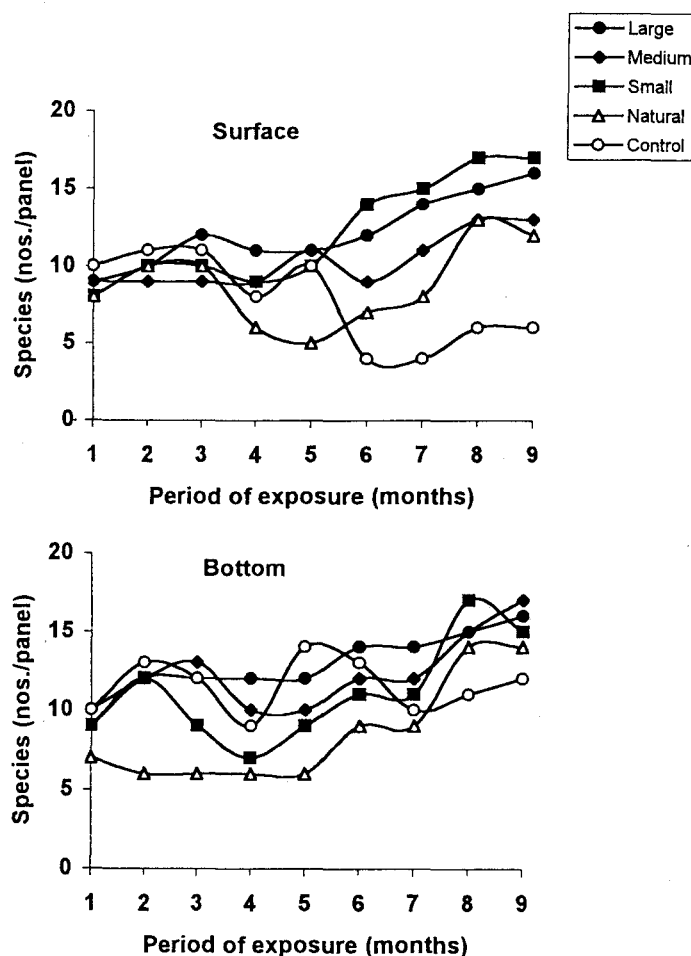 Large
Medium
Small
Natural
Control
Surface
20
15
10
5
0
Species (nos./panel)
1 2 3 4 5 6 7 8 9
Period of exposure (months)
Bottom
20
15
10
5
0
Species (nos./panel)
1 2 3 4 5 6 7 8 9
Period of exposure (months)